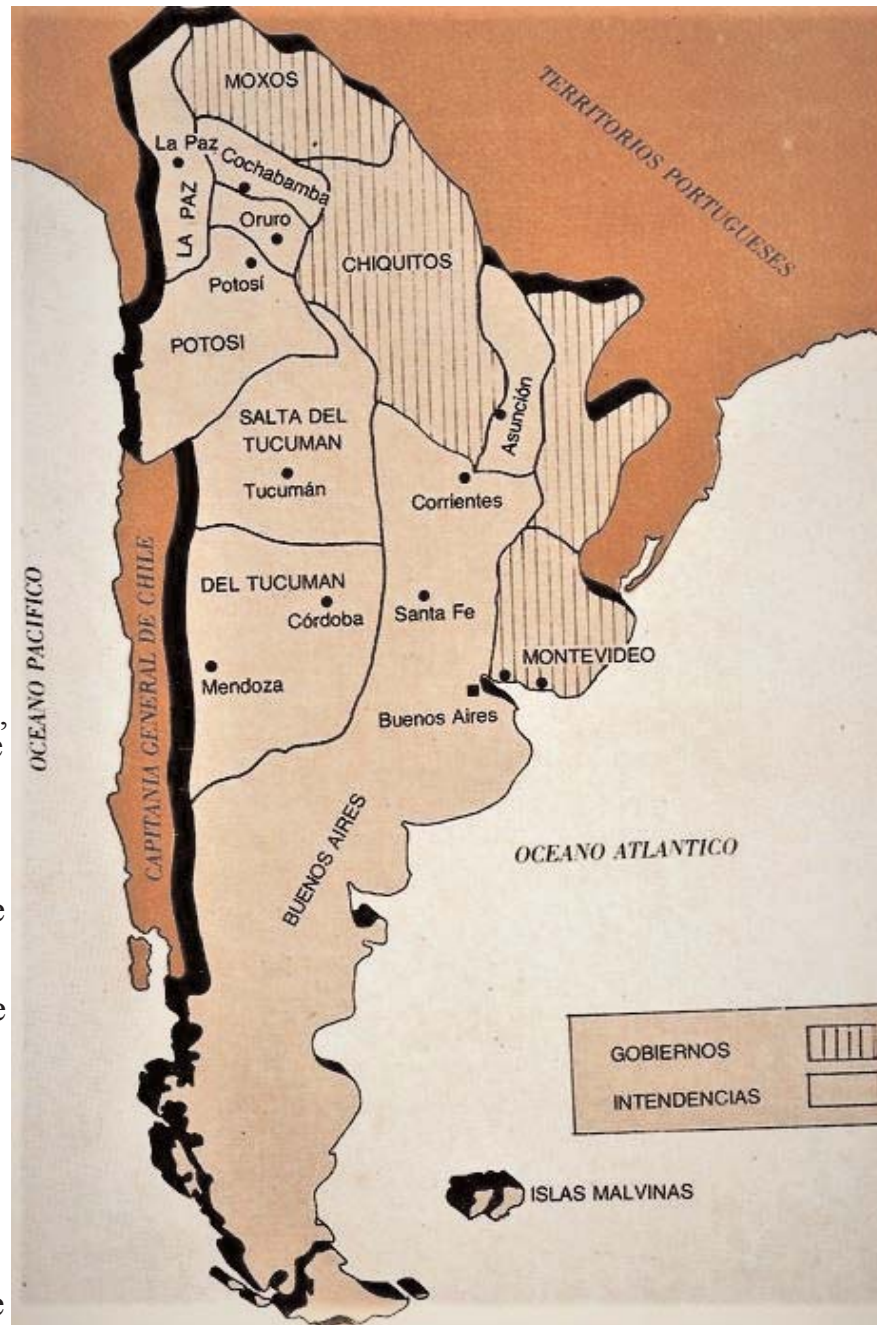 MOXOS
TERRITORIOS PORTUGUESES
La Paz
Cochabamba
LA PAZ
Oruro
CHIQUITOS
Potosí
POTOSI
Asunción
SALTA DEL
TUCUMAN
Tucumán
Corrientes
DEL TUCUMAN
Córdoba
Santa Fe
Mendoza
MONTEVIDEO
Buenos Aires
OCEANO PACIFICO
CAPITANIA GENERAL DE CHILE
BUENOS AIRES
OCEANO ATLANTICO
GOBIERNOS
INTENDENCIAS
ISLAS MALVINAS